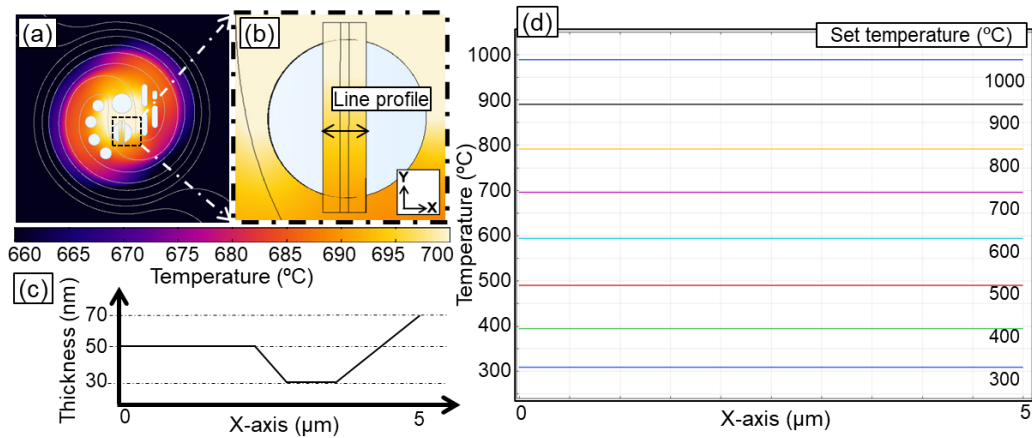 (a)
(b)
Line profile
Y
X
660 665 670 675 680 685 690 695 700
Temperature (ºC)
(c)
Thickness (nm)
70
50
30
0 5
X-axis (µm)
(d)
Set temperature (ºC)
Temperature (ºC)
1000
900
800
700
600
500
400
300
1000
900
800
700
600
500
400
300
0 5
X-axis (µm)